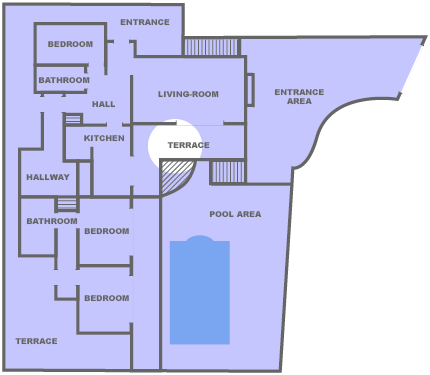 ENTRANCE
BEDROOM
BATHROOM
LIVING-ROOM
ENTRANCE
AREA
HALL
KITCHEN
TERRACE
HALLWAY
BATHROOM
POOL AREA
BEDROOM
BEDROOM
TERRACE